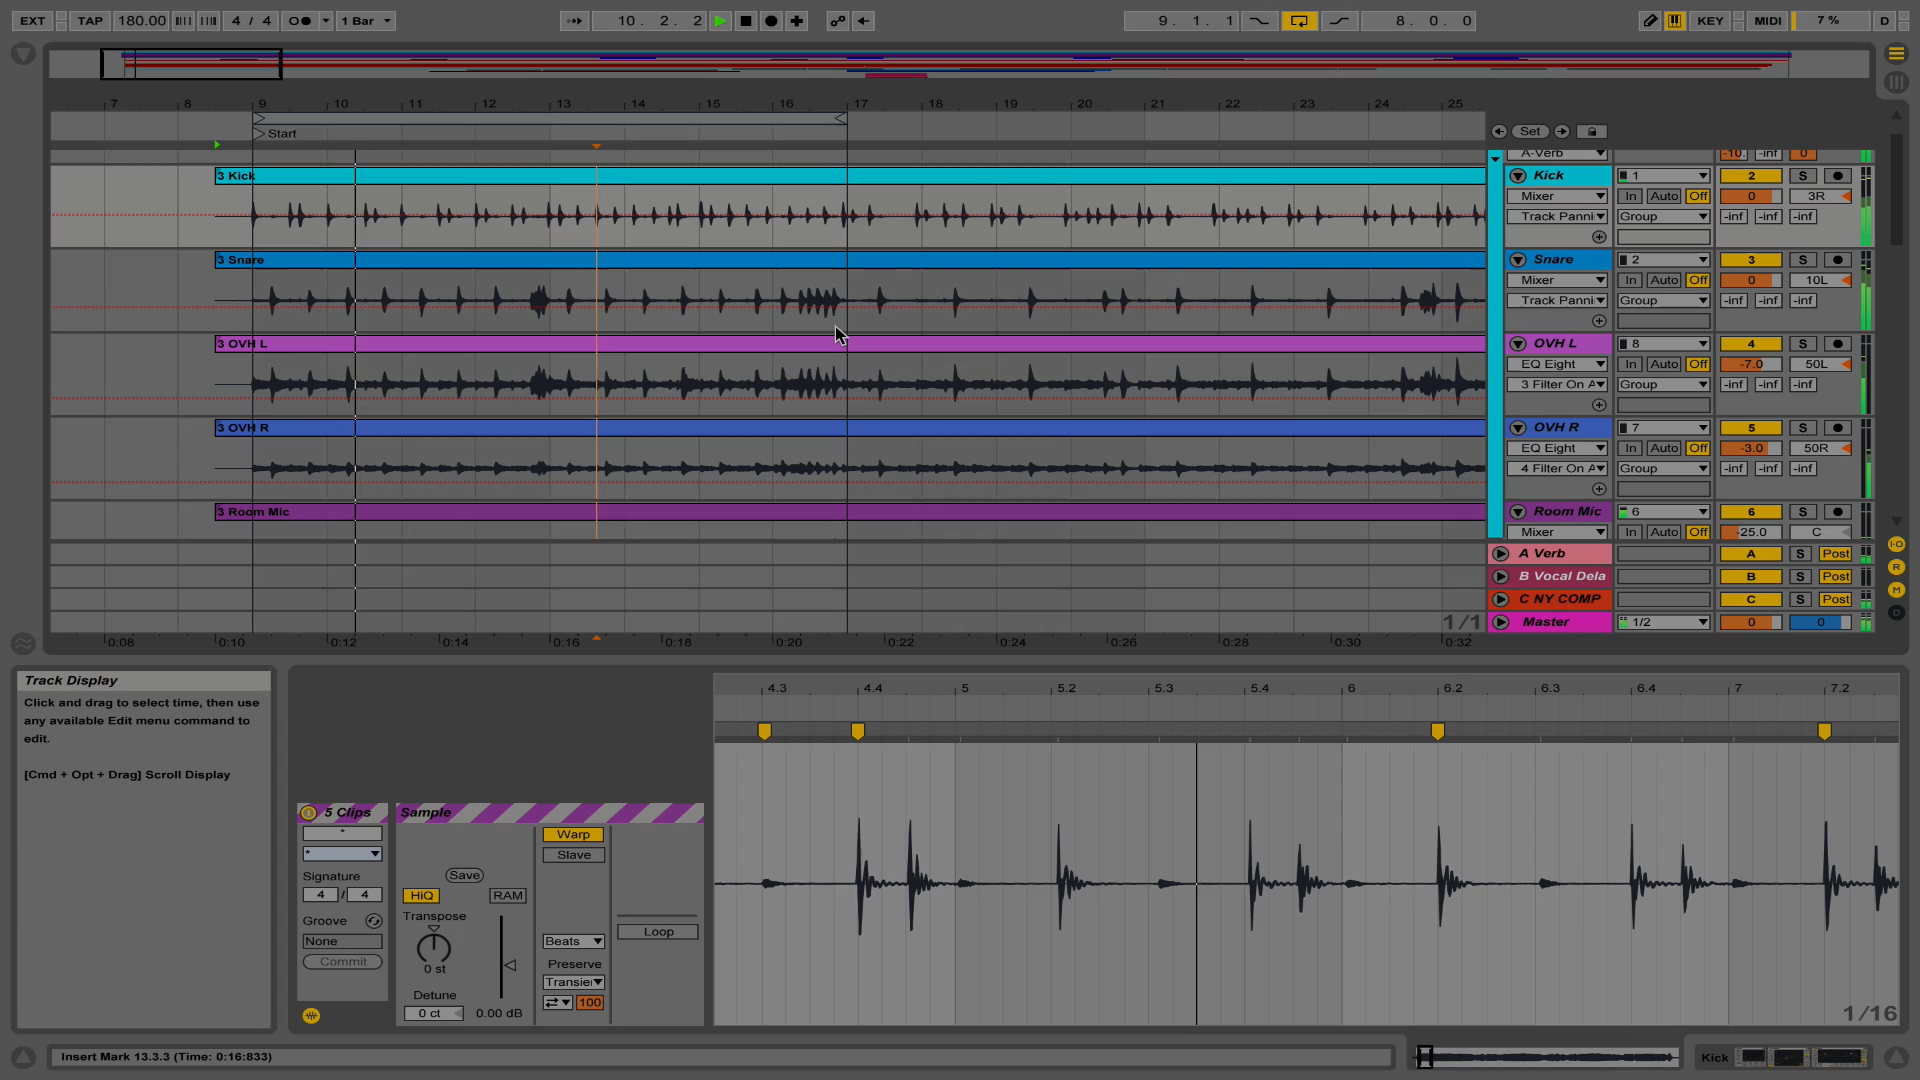 EXT TAP 180.00 4 / 4 1 Bar 10. 2. 2 9. 1. 1 8. 0. 0 KEY MIDI 7 % D
7 8 9 10 11 12 13 14 15 16 17 18 19 20 21 22 23 24 25
Start Set
A-Verb -10. -inf 0
3 Kick Kick 1 2 S
Mixer In Auto Off 0 3R
Track Panni Group -inf -inf -inf
3 Snare Snare 2 3 S
Mixer In Auto Off 0 10L
Track Panni Group -inf -inf -inf
3 OVH L OVH L 8 4 S
EQ Eight In Auto Off -7.0 50L
3 Filter On A Group -inf -inf -inf
3 OVH R OVH R 7 5 S
EQ Eight In Auto Off -3.0 50R
4 Filter On A Group -inf -inf -inf
3 Room Mic Room Mic 6 6 S
Mixer In Auto Off -25.0 C
A Verb A S Post
B Vocal Dela B S Post
C NY COMP C S Post
1/1 Master 1/2 0 0
0:08 0:10 0:12 0:14 0:16 0:18 0:20 0:22 0:24 0:26 0:28 0:30 0:32
I·O
R
M
D
Track Display
Click and drag to select time, then use
any available Edit menu command to
edit.
[Cmd + Opt + Drag] Scroll Display
4.3 4.4 5 5.2 5.3 5.4 6 6.2 6.3 6.4 7 7.2
5 Clips
*
*
Signature
4 / 4
Groove
None
Commit
Sample
Save
HiQ RAM
Transpose
0 st
Detune
0 ct 0.00 dB
Warp
Slave
Beats
Preserve
Transie
100
Loop
1/16
Insert Mark 13.3.3 (Time: 0:16:833)
Kick